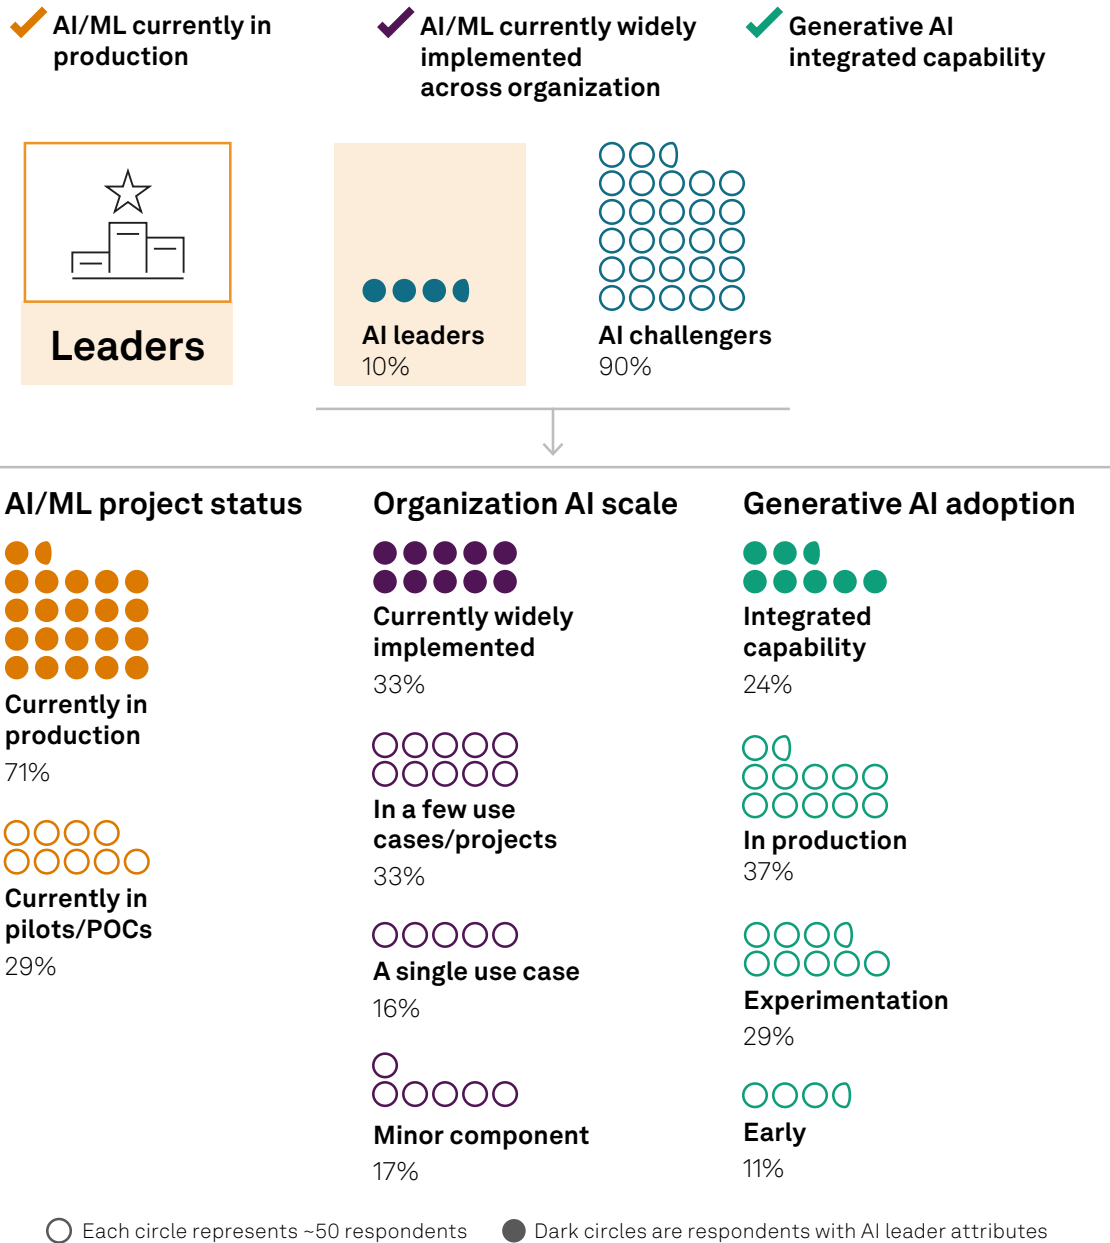 AI/ML currently in
production
AI/ML currently widely
implemented
across organization
Generative AI
integrated capability
Leaders
AI leaders
10%
AI challengers
90%
AI/ML project status
Currently in
production
71%
Currently in
pilots/POCs
29%
Organization AI scale
Currently widely
implemented
33%
In a few use
cases/projects
33%
A single use case
16%
Minor component
17%
Generative AI adoption
Integrated
capability
24%
In production
37%
Experimentation
29%
Early
11%
Each circle represents ~50 respondents
Dark circles are respondents with AI leader attributes